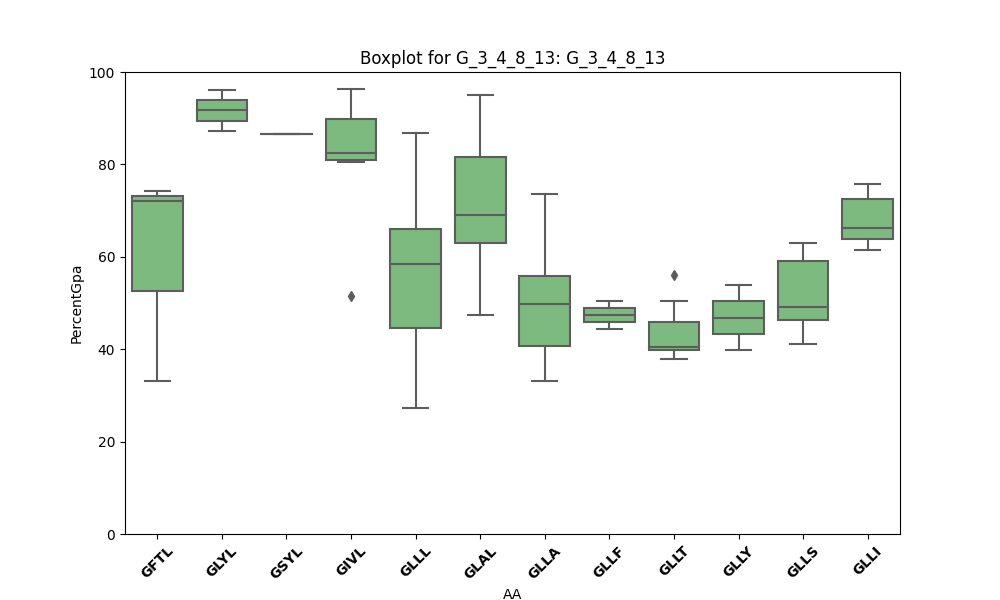 Boxplot for G_3_4_8_13: G_3_4_8_13
PercentGpa
100
80
60
40
20
0
GFTL
GLYL
GSYL
GIVL
GLLL
GLAL
GLLA
GLLF
GLLT
GLLY
GLLS
GLLI
AA